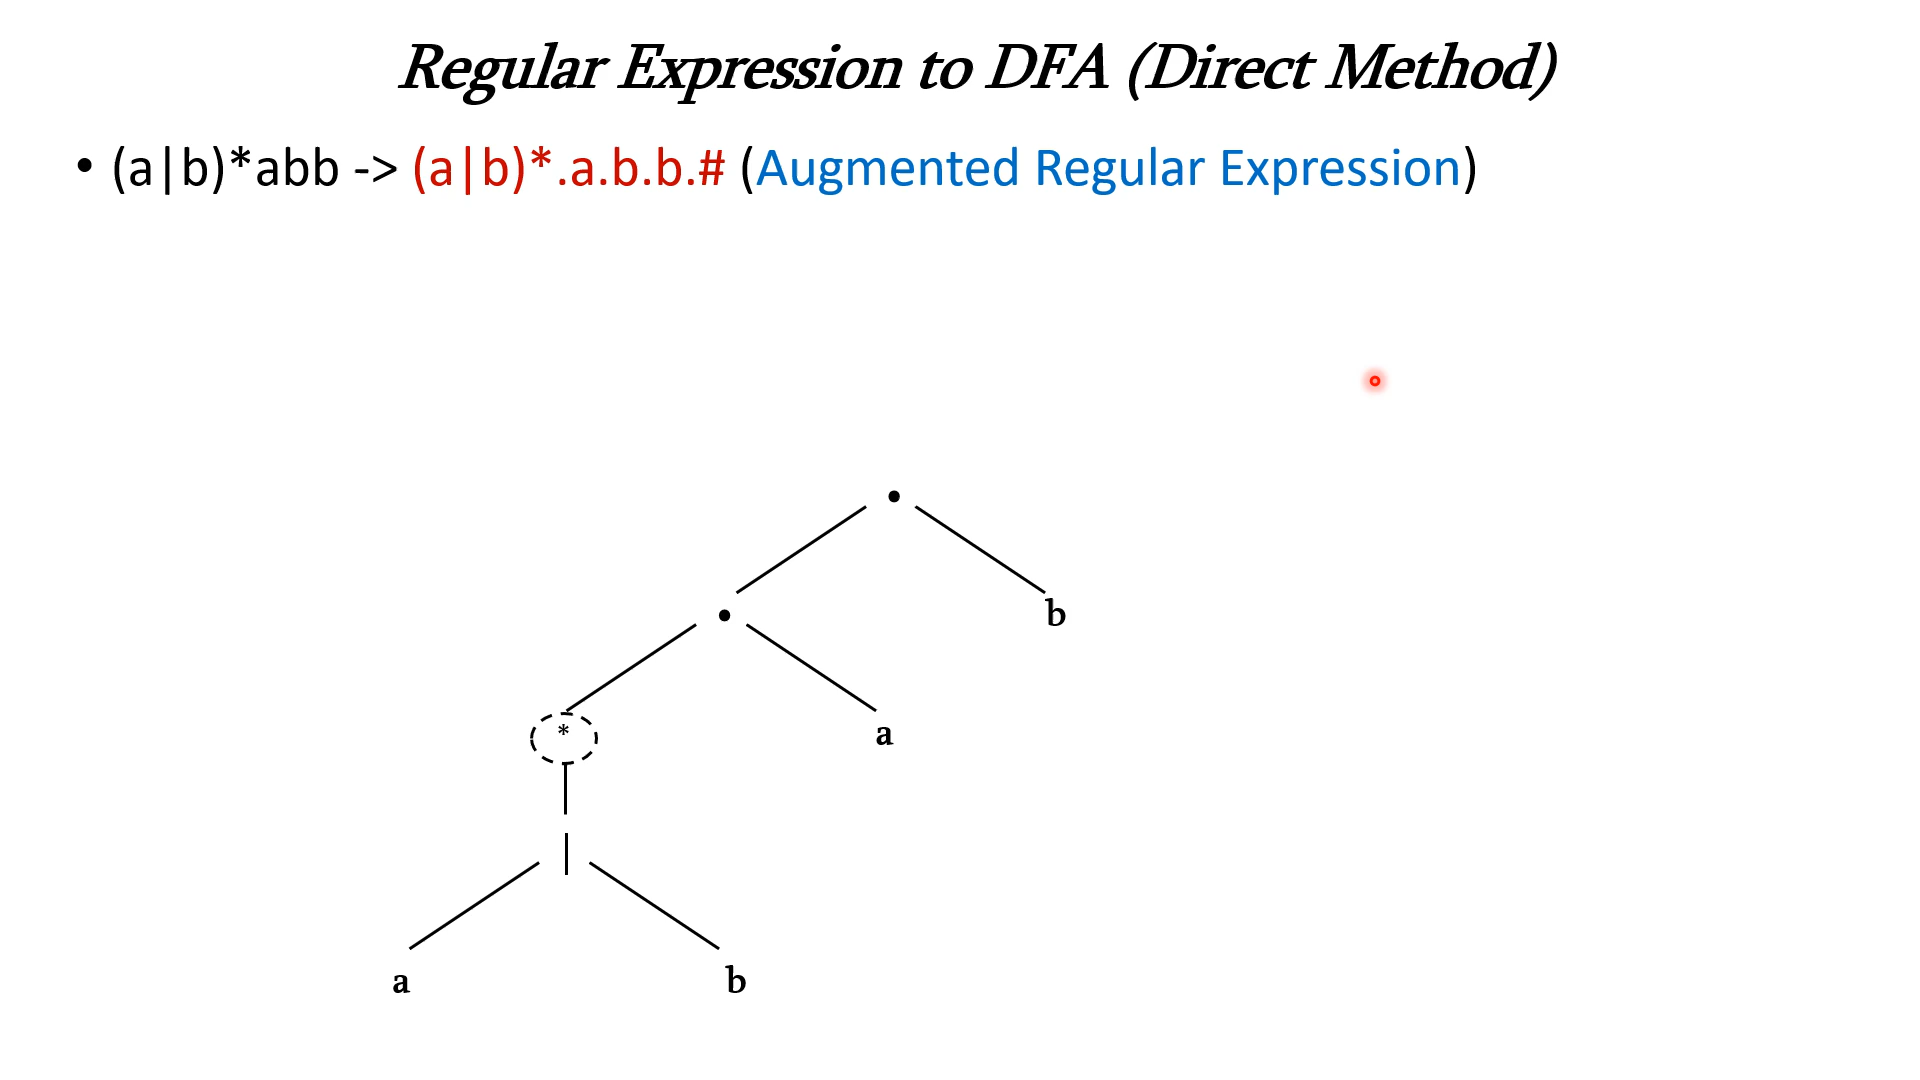 Regular Expression to DFA (Direct Method)
• (a|b)*abb -> (a|b)*.a.b.b.# (Augmented Regular Expression)
•
• b
* a
|
a b